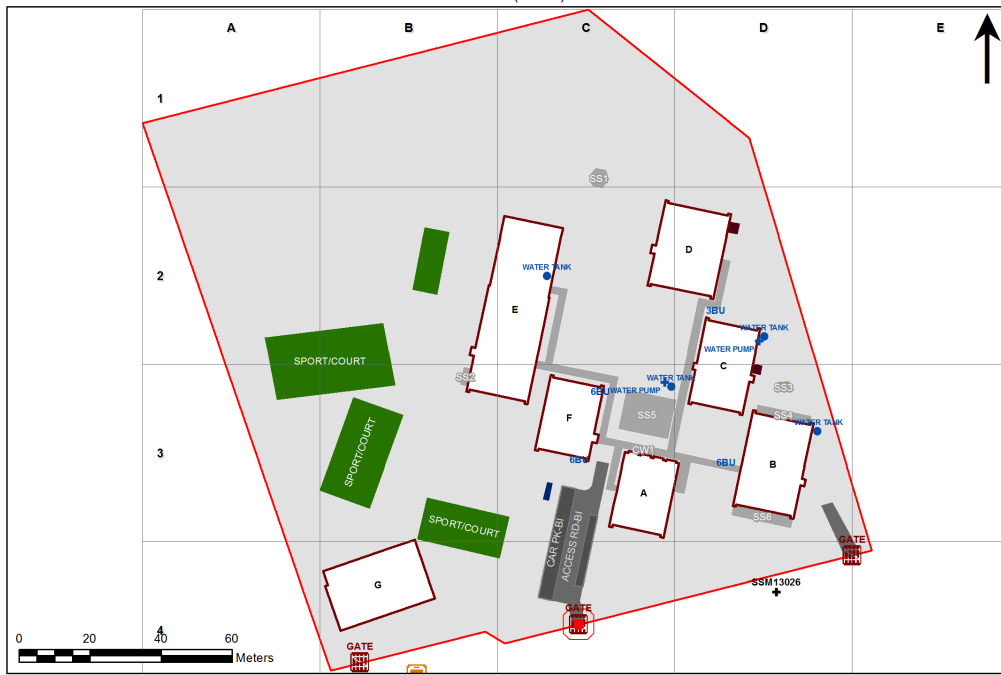 A B C D E
1
SS1
D
WATER TANK
2
E
3BU
WATER TANK
WATER PUMP
SPORT/COURT
C
SS2
WATER TANK
6BU WATER PUMP
SS3
SS5
SS4
F
WATER TANK
SPORT/COURT
3
CW1
6BU
6BU
B
A
SS6
SPORT/COURT
CAR PK-BI
ACCESS RD-BI
GATE
SSM13026
G
GATE
4
GATE
0 20 40 60
Meters